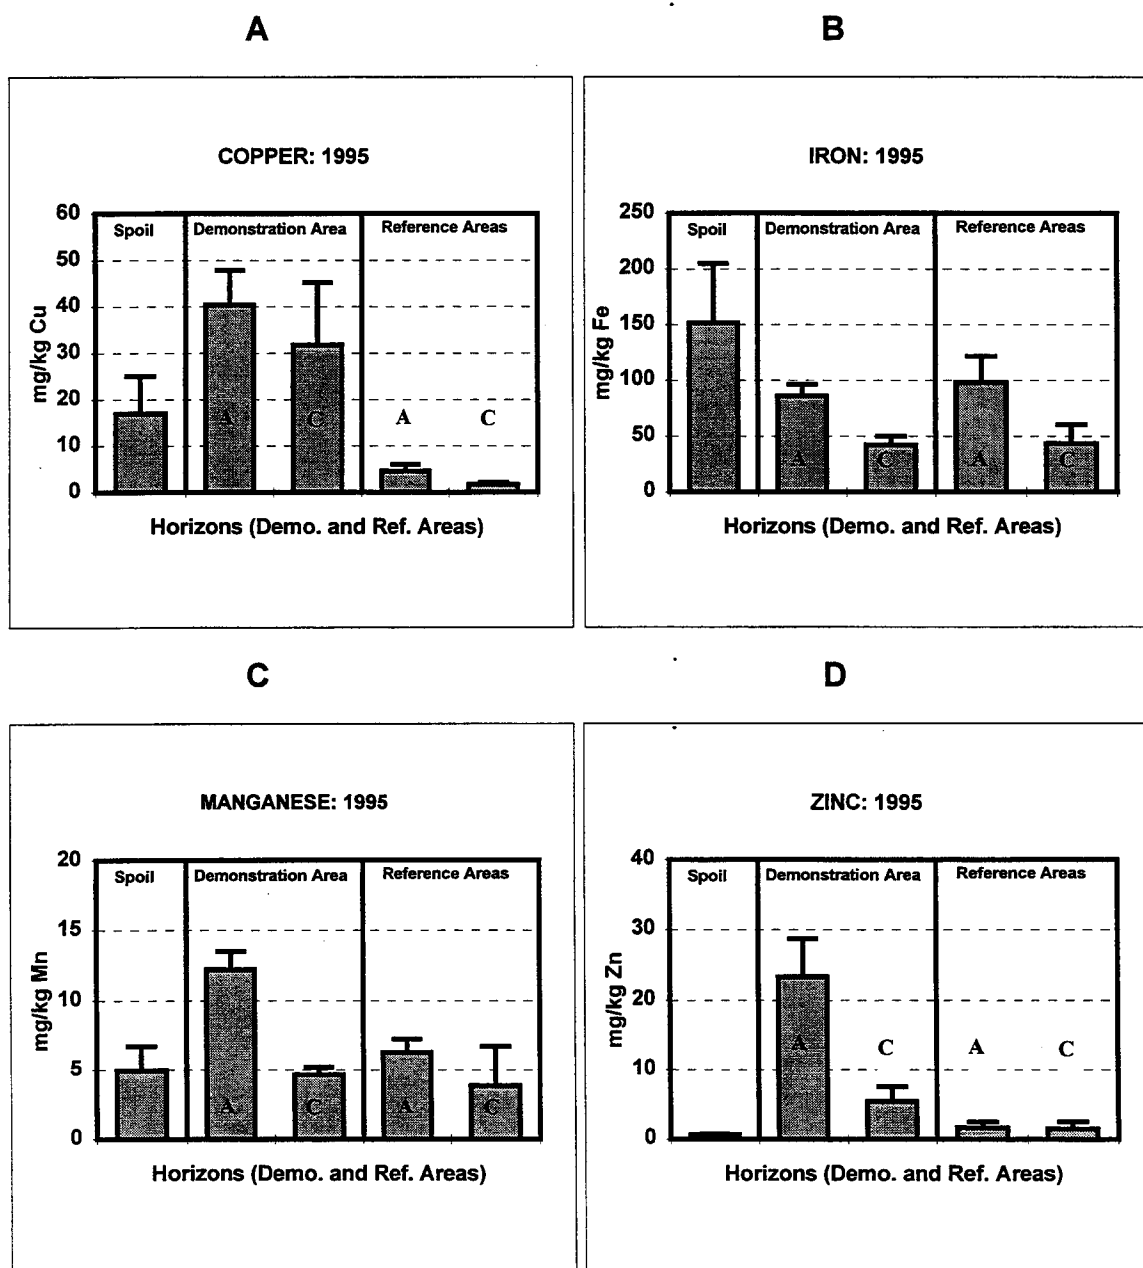 A
B
COPPER: 1995
60
50
40
30
20
10
0
mg/kg Cu
Spoil
Demonstration Area
Reference Areas
A
C
A
C
Horizons (Demo. and Ref. Areas)
IRON: 1995
250
200
150
100
50
0
mg/kg Fe
Spoil
Demonstration Area
Reference Areas
A
C
A
C
Horizons (Demo. and Ref. Areas)
C
D
MANGANESE: 1995
20
15
10
5
0
mg/kg Mn
Spoil
Demonstration Area
Reference Areas
A
C
A
C
Horizons (Demo. and Ref. Areas)
ZINC: 1995
40
30
20
10
0
mg/kg Zn
Spoil
Demonstration Area
Reference Areas
A
C
A
C
Horizons (Demo. and Ref. Areas)